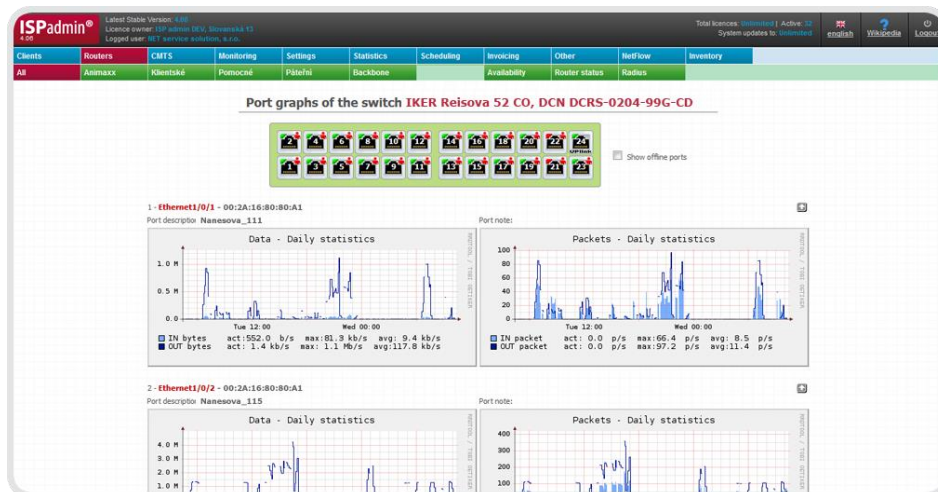 ISPadmin®
4.08
Latest Stable Version: 4.08
Licence owner: ISP admin DEV, Slovenská 13
Logged user: NET service solution, s.r.o.
Total licences: Unlimited | Active: 32
System updates to: Unlimited
english
Wikipedia
Logout
Clients Routers CMTS Monitoring Settings Statistics Scheduling Invoicing Other NetFlow Inventory
All Animaxx Klientské Pomocné Páteřní Backbone Availability Router status Radius
Port graphs of the switch IKER Reisova 52 CO, DCN DCRS-0204-99G-CD
2 4 6 8 10 12 14 16 18 20 22 24
UPlink
1 3 5 7 9 11 13 15 17 19 21 23
Show offline ports
1 - Ethernet1/0/1 - 00:2A:16:80:80:A1
Port descriptio Nanesova_111
Port note:
Data - Daily statistics
1.0 M
0.5 M
0.0
Tue 12:00 Wed 00:00
IN bytes act:552.0 b/s max:81.3 kb/s avg: 9.4 kb/s
OUT bytes act: 1.4 kb/s max: 1.1 Mb/s avg:117.8 kb/s
RRDTOOL / TOBI OETIKER
Packets - Daily statistics
100
80
60
40
20
0
Tue 12:00 Wed 00:00
IN packet act: 0.0 p/s max:66.4 p/s avg: 8.5 p/s
OUT packet act: 0.0 p/s max:97.2 p/s avg:11.4 p/s
RRDTOOL / TOBI OETIKER
2 - Ethernet1/0/2 - 00:2A:16:80:80:A1
Port descriptio Nanesova_115
Port note:
Data - Daily statistics
4.0 M
3.0 M
2.0 M
1.0 M
Packets - Daily statistics
400
300
200
100